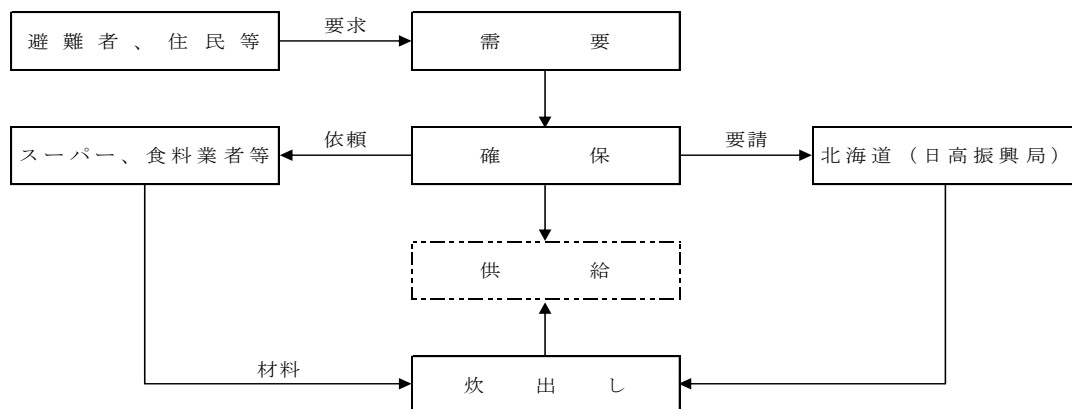 避難者、住民等
要求
需要
スーパー、食料業者等
依頼
確保
要請
北海道（日高振興局）
供給
材料
炊出し